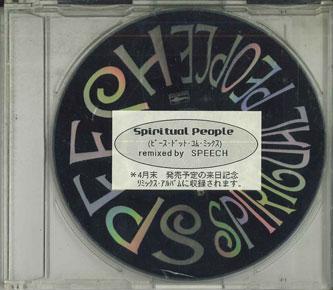 SPEECH
SPIRITUAL PEOPLE
Spiritual People
(ピース・ドット・コム・ミックス)
remixed by SPEECH
*4月末 発売予定の来日記念
リミックス・アルバムに収録されます。